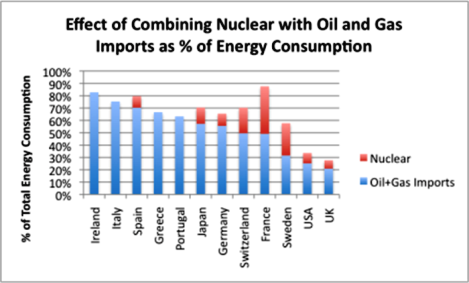 Effect of Combining Nuclear with Oil and Gas
Imports as % of Energy Consumption
% of Total Energy Consumption
100%
90%
80%
70%
60%
50%
40%
30%
20%
10%
0%
Ireland
Italy
Spain
Greece
Portugal
Japan
Germany
Switzerland
France
Sweden
USA
UK
Nuclear
Oil+Gas Imports